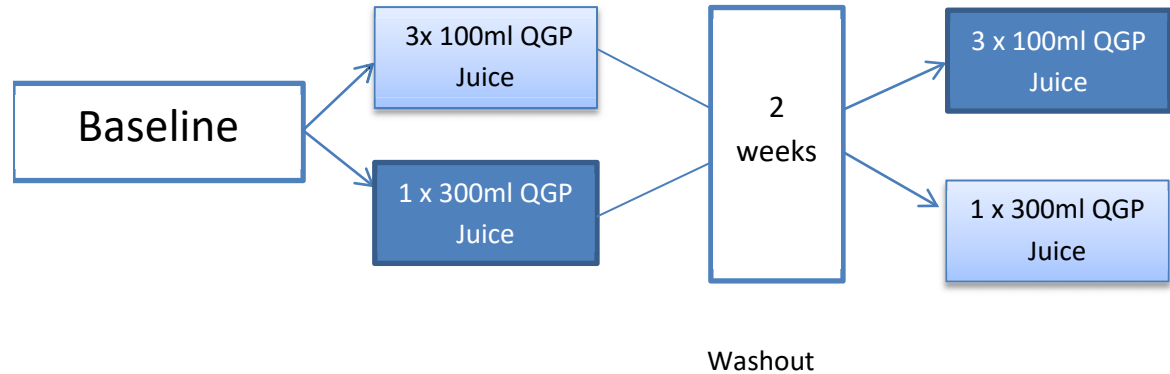 Baseline
3x 100ml QGP
Juice
1 x 300ml QGP
Juice
2
weeks
3 x 100ml QGP
Juice
1 x 300ml QGP
Juice
Washout